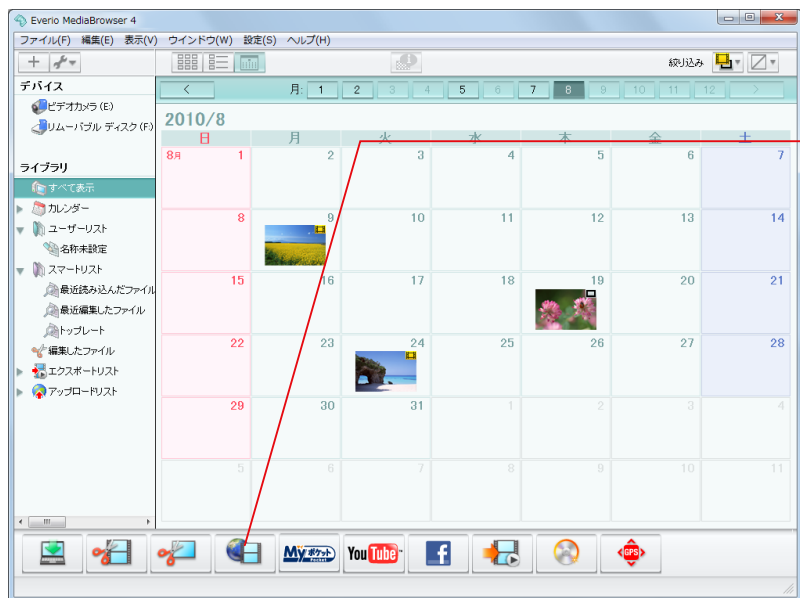 Everio MediaBrowser 4
ファイル(F) 編集(E) 表示(V) ウインドウ(W) 設定(S) ヘルプ(H)
絞り込み
デバイス
ビデオカメラ (E:)
リムーバブル ディスク (F:)
ライブラリ
すべて表示
カレンダー
ユーザーリスト
名称未設定
スマートリスト
最近読み込んだファイル
最近編集したファイル
トップレート
編集したファイル
エクスポートリスト
アップロードリスト
< 月: 1 2 3 4 5 6 7 8 9 10 11 12 >
2010/8
日 月 火 水 木 金 土
8月 1 2 3 4 5 6 7
8 9 10 11 12 13 14
15 16 17 18 19 20 21
22 23 24 25 26 27 28
29 30 31 1 2 3 4
5 6 7 8 9 10 11
Myポケット
Pocket
YouTube
f
GPS